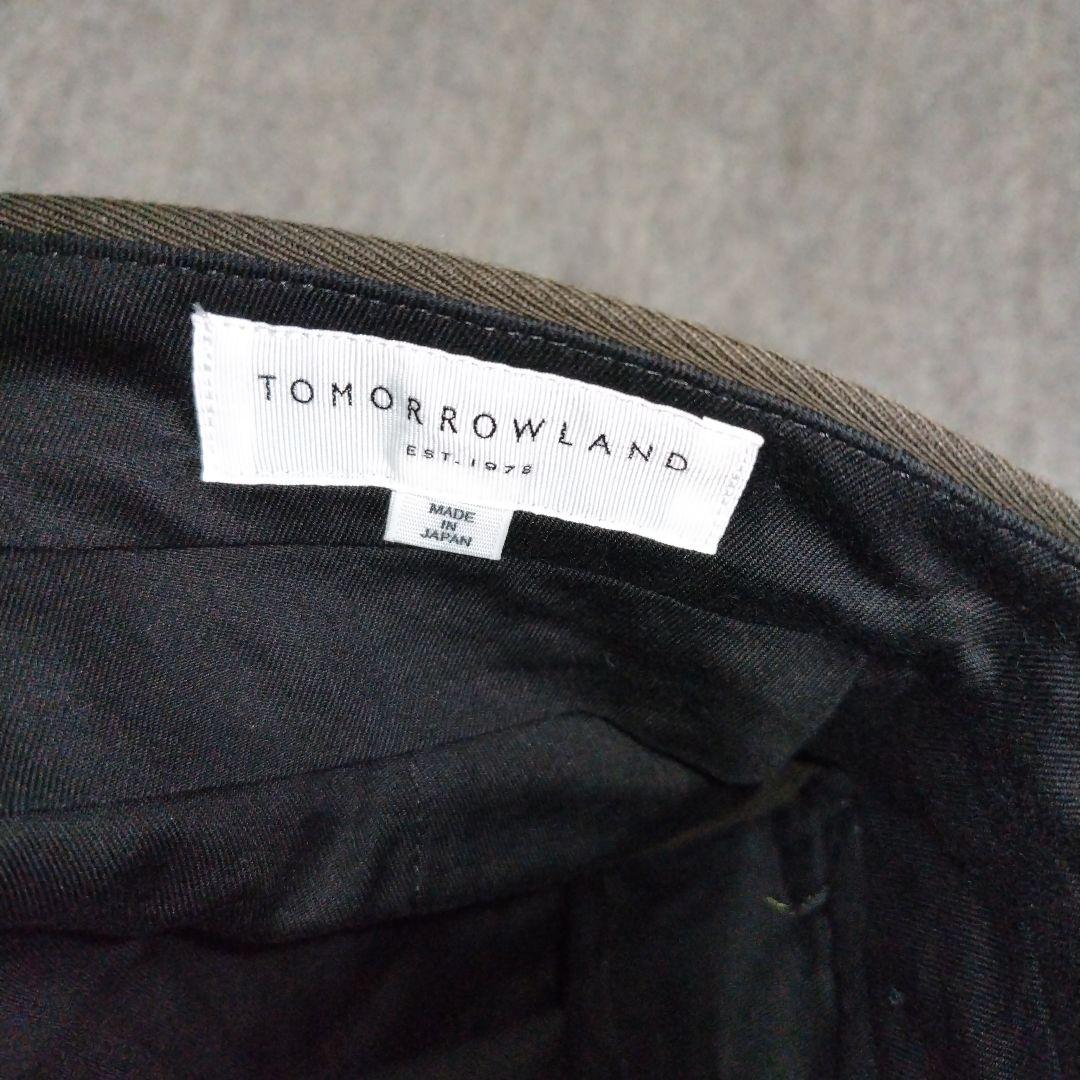 TOMORROWLAND
EST. 1978
MADE
IN
JAPAN